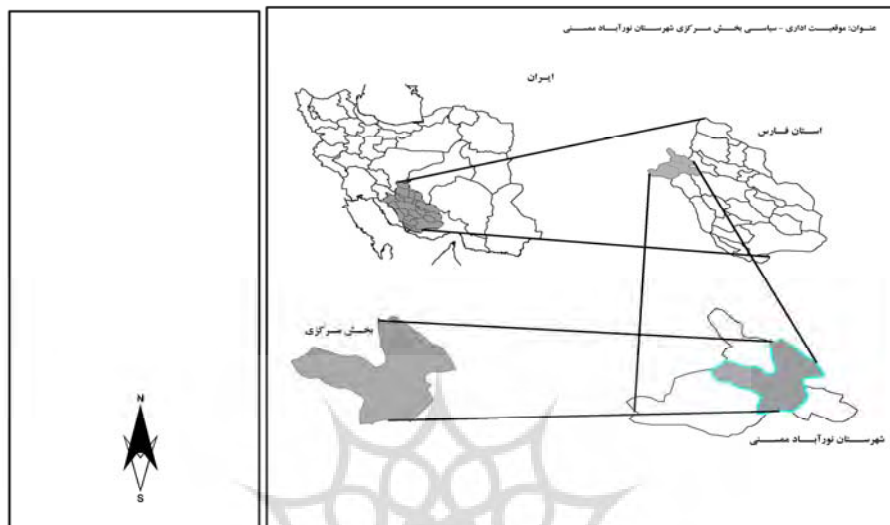 عنوان: موقعیت اداری - سیاسی بخش مرکزی شهرستان نورآباد ممسنی
ایران
استان فارس
بخش مرکزی
شهرستان نورآباد ممسنی
N
S